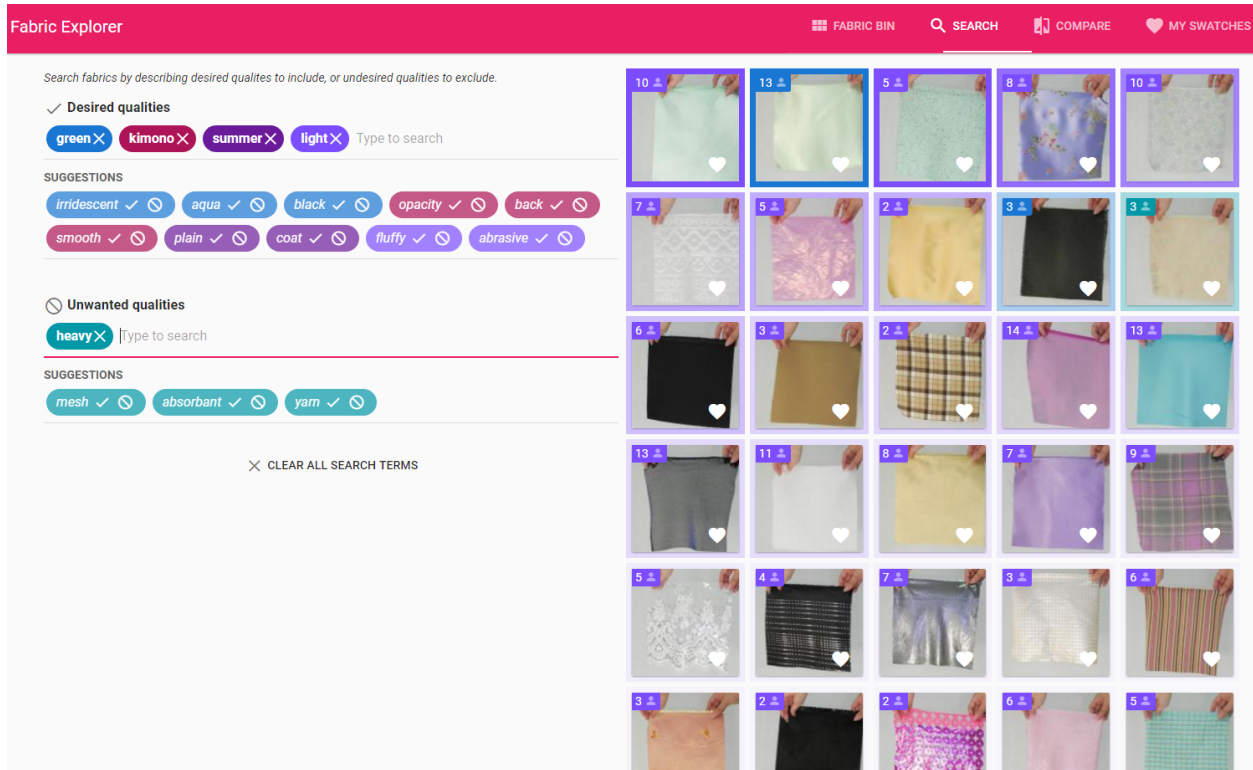 Fabric Explorer
FABRIC BIN
SEARCH
COMPARE
MY SWATCHES
Search fabrics by describing desired qualites to include, or undesired qualities to exclude.
Desired qualities
green kimono summer light Type to search
SUGGESTIONS
irridescent aqua black opacity back
smooth plain coat fluffy abrasive
Unwanted qualities
heavy Type to search
SUGGESTIONS
mesh absorbant yarn
CLEAR ALL SEARCH TERMS
10 13 5 8 10
7 5 2 3 3
6 3 2 14 13
13 11 8 7 9
5 4 7 3 6
3 2 2 6 5